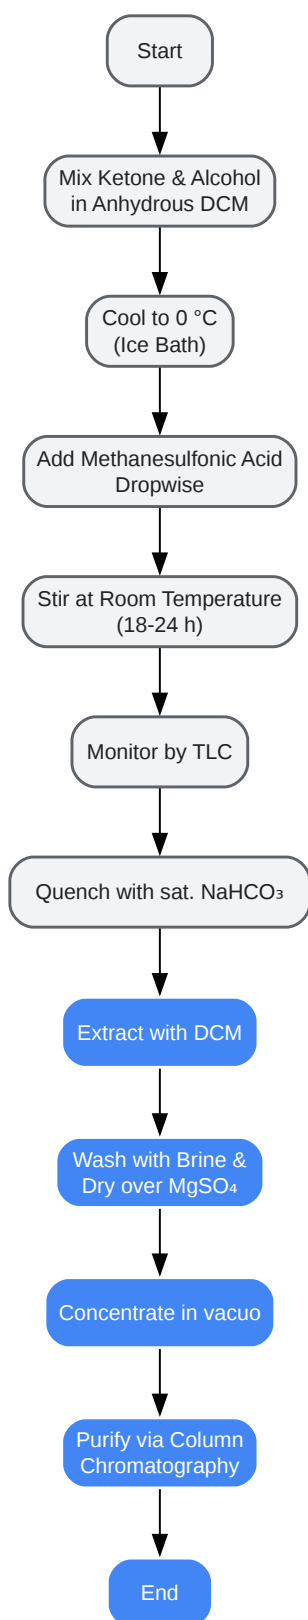 Start
Mix Ketone & Alcohol
in Anhydrous DCM
Cool to 0 °C
(Ice Bath)
Add Methanesulfonic Acid
Dropwise
Stir at Room Temperature
(18-24 h)
Monitor by TLC
Quench with sat. NaHCO₃
Extract with DCM
Wash with Brine &
Dry over MgSO₄
Concentrate in vacuo
Purify via Column
Chromatography
End